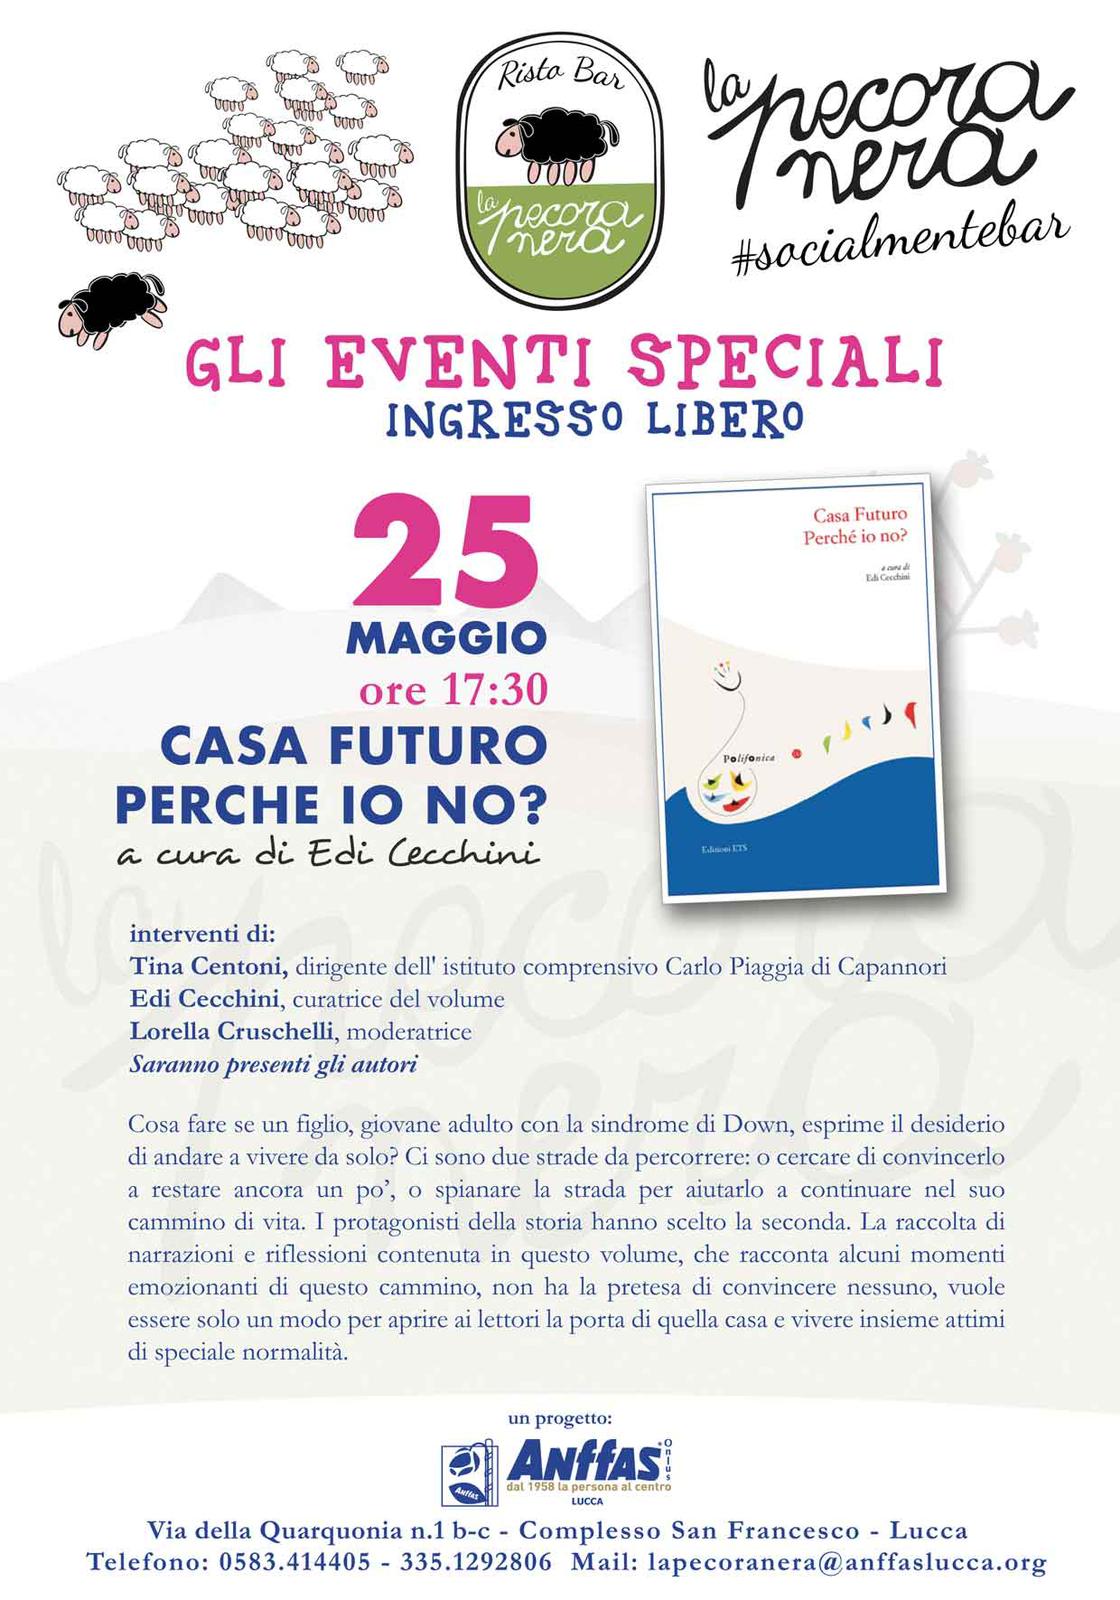 Risto Bar
la pecora
nera
la pecora
nera
#socialmentebar
GLI EVENTI SPECIALI
INGRESSO LIBERO
25
MAGGIO
ore 17:30
CASA FUTURO
PERCHE IO NO?
a cura di Edi Cecchini
Casa Futuro
Perché io no?
a cura di
Edi Cecchini
Polifonica
Edizioni ETS
interventi di:
Tina Centoni, dirigente dell' istituto comprensivo Carlo Piaggia di Capannori
Edi Cecchini, curatrice del volume
Lorella Cruschelli, moderatrice
Saranno presenti gli autori
Cosa fare se un figlio, giovane adulto con la sindrome di Down, esprime il desiderio
di andare a vivere da solo? Ci sono due strade da percorrere: o cercare di convincerlo
a restare ancora un po', o spianare la strada per aiutarlo a continuare nel suo
cammino di vita. I protagonisti della storia hanno scelto la seconda. La raccolta di
narrazioni e riflessioni contenuta in questo volume, che racconta alcuni momenti
emozionanti di questo cammino, non ha la pretesa di convincere nessuno, vuole
essere solo un modo per aprire ai lettori la porta di quella casa e vivere insieme attimi
di speciale normalità.
un progetto:
Anffas
Anffas Onlus
dal 1958 la persona al centro
LUCCA
Via della Quarquonia n.1 b-c - Complesso San Francesco - Lucca
Telefono: 0583.414405 - 335.1292806 Mail: lapecoranera@anffaslucca.org
la pecora
nera